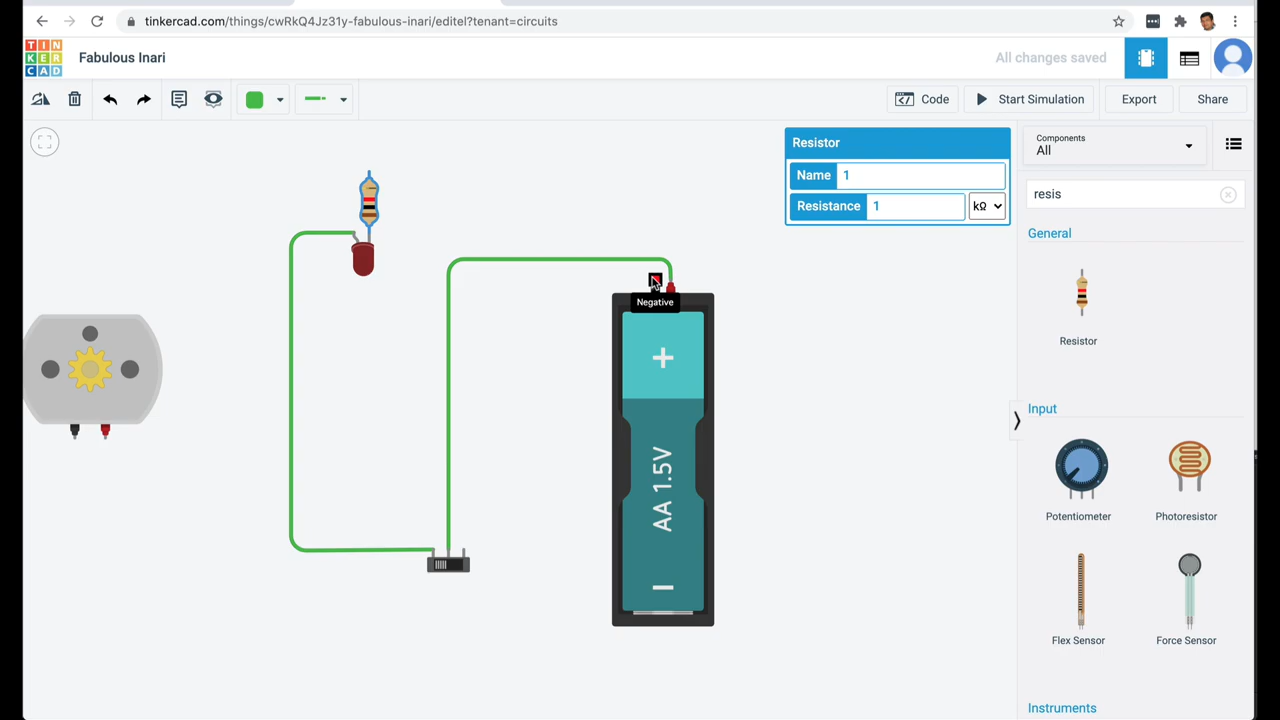 tinkercad.com/things/cwRkQ4Jz31y-fabulous-inari/editel?tenant=circuits
TIN
KER
CAD
Fabulous Inari
All changes saved
Code
Start Simulation
Export
Share
Resistor
Name 1
Resistance 1 kΩ
Components
All
resis
General
Resistor
Input
Potentiometer
Photoresistor
Flex Sensor
Force Sensor
Instruments
Negative
+
AA 1.5V
−